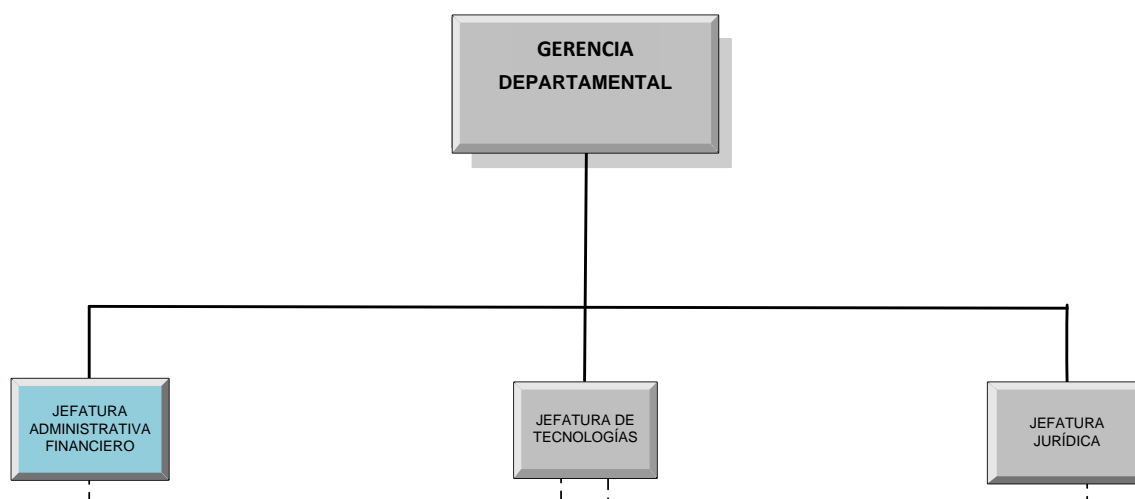 GERENCIA
DEPARTAMENTAL
JEFATURA
ADMINISTRATIVA
FINANCIERO
JEFATURA DE
TECNOLOGÍAS
JEFATURA
JURÍDICA